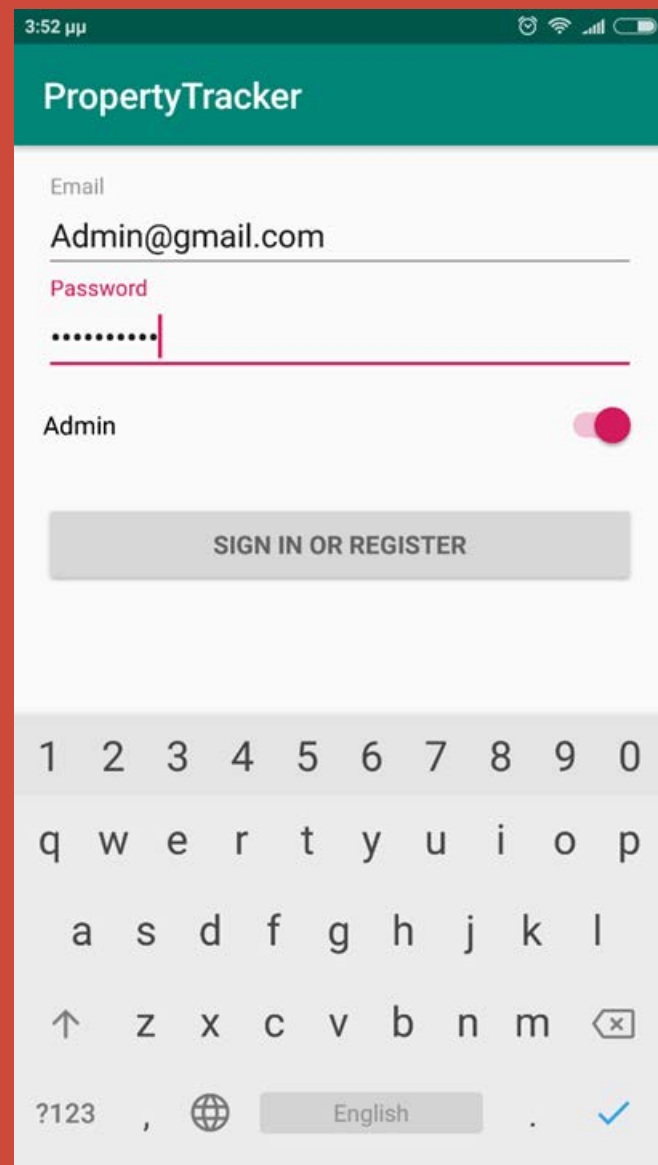 3:52 μμ
PropertyTracker
Email
Admin@gmail.com
Password
••••••••••
Admin
SIGN IN OR REGISTER
1 2 3 4 5 6 7 8 9 0
q w e r t y u i o p
a s d f g h j k l
z x c v b n m
?123 , English .